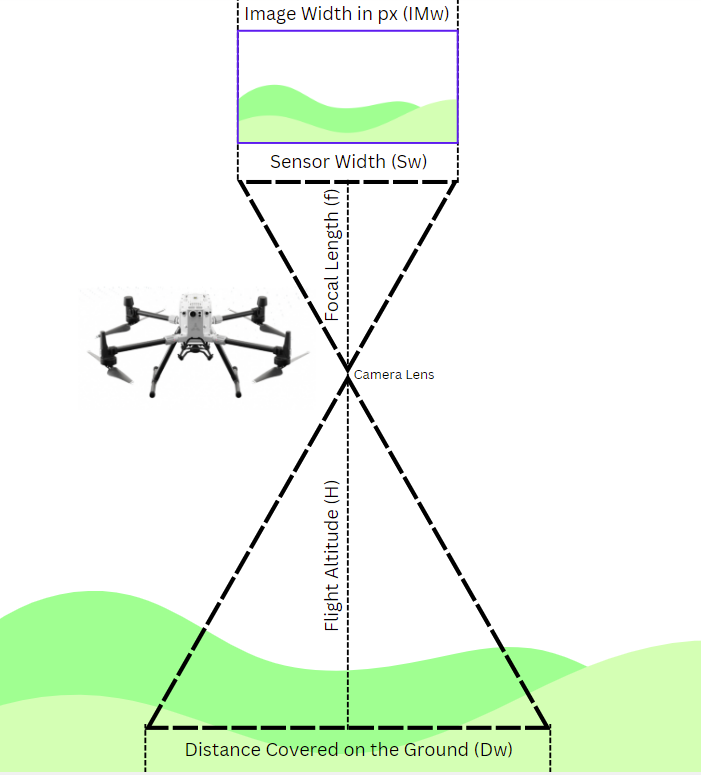 Image Width in px (IMw)
Sensor Width (Sw)
Focal Length (f)
Camera Lens
Flight Altitude (H)
Distance Covered on the Ground (Dw)